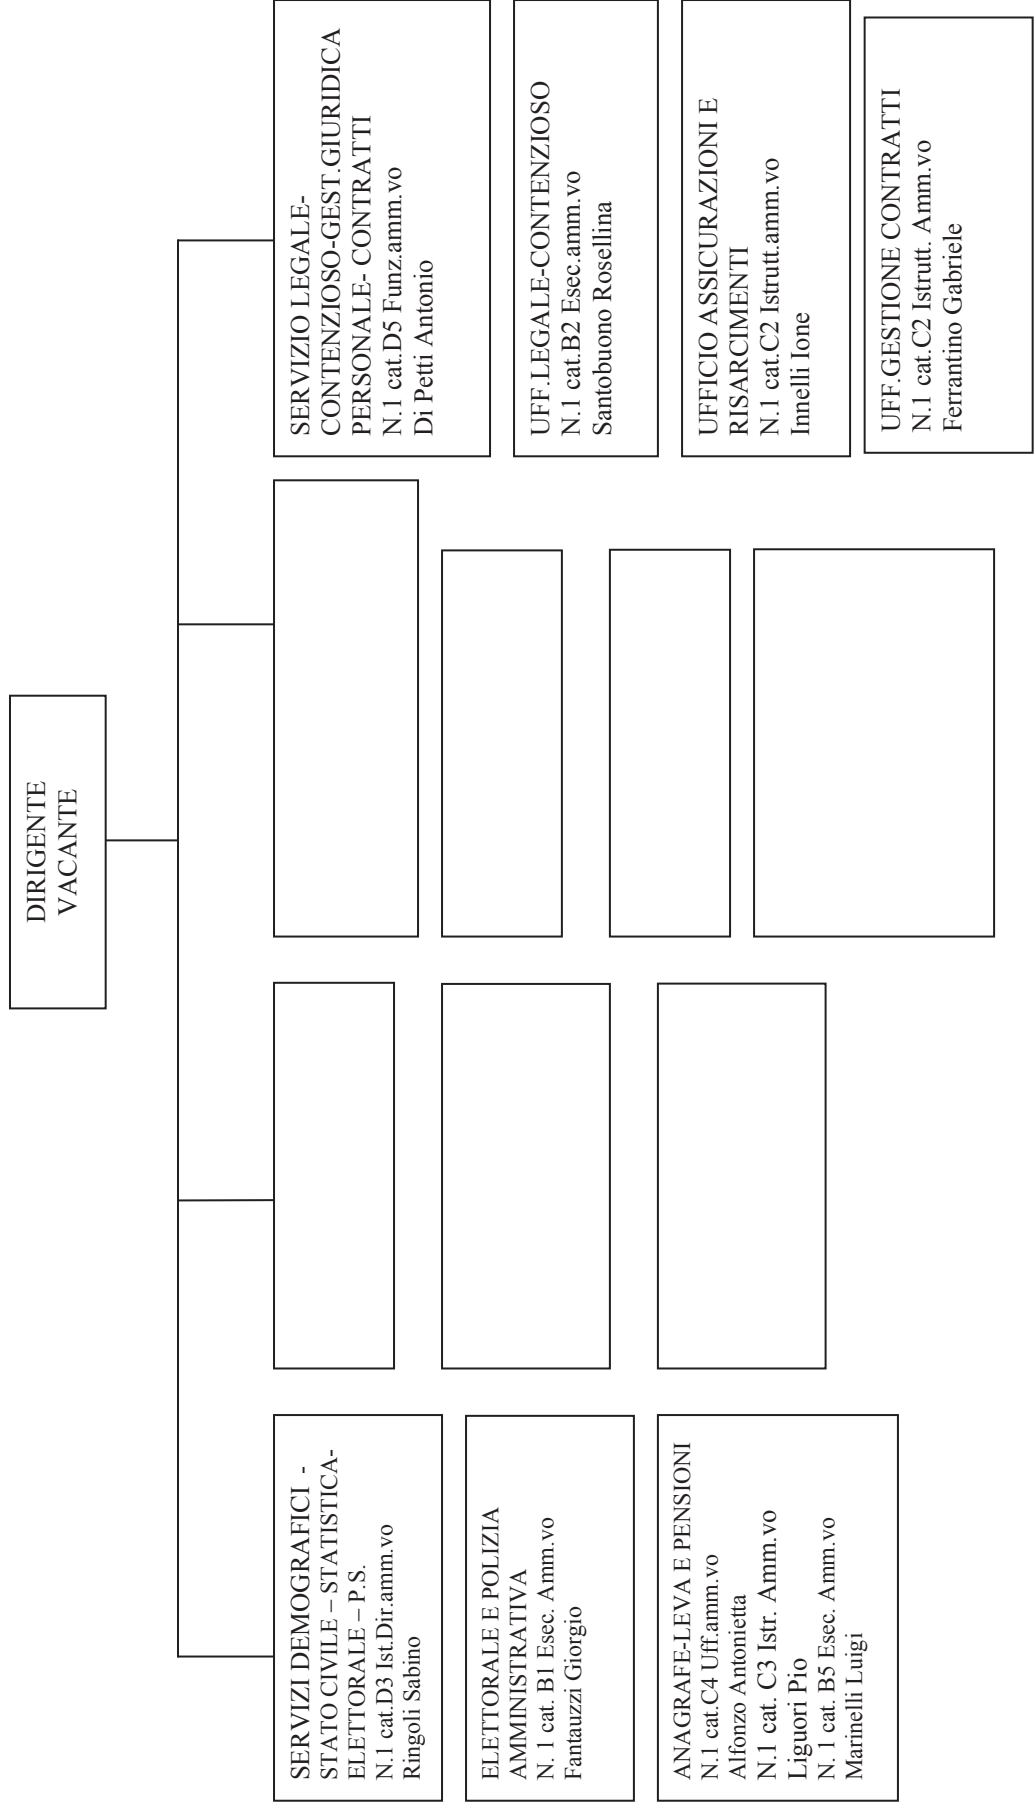 DIRIGENTE
VACANTE
SERVIZI DEMOGRAFICI -
STATO CIVILE – STATISTICA-
ELETTORALE – P.S.
N.1 cat.D3 Ist.Dir.amm.vo
Ringoli Sabino
ELETTORALE E POLIZIA
AMMINISTRATIVA
N. 1 cat. B1 Esec. Amm.vo
Fantauzzi Giorgio
ANAGRAFE-LEVA E PENSIONI
N.1 cat.C4 Uff.amm.vo
Alfonzo Antonietta
N.1 cat. C3 Istr. Amm.vo
Liguori Pio
N. 1 cat. B5 Esec. Amm.vo
Marinelli Luigi
SERVIZIO LEGALE-
CONTENZIOSO-GEST.GIURIDICA
PERSONALE- CONTRATTI
N.1 cat.D5 Funz.amm.vo
Di Petti Antonio
UFF.LEGALE-CONTENZIOSO
N.1 cat.B2 Esec.amm.vo
Santobuono Rosellina
UFFICIO ASSICURAZIONI E
RISARCIMENTI
N.1 cat.C2 Istrutt.amm.vo
Innelli Ione
UFF.GESTIONE CONTRATTI
N.1 cat.C2 Istrutt. Amm.vo
Ferrantino Gabriele